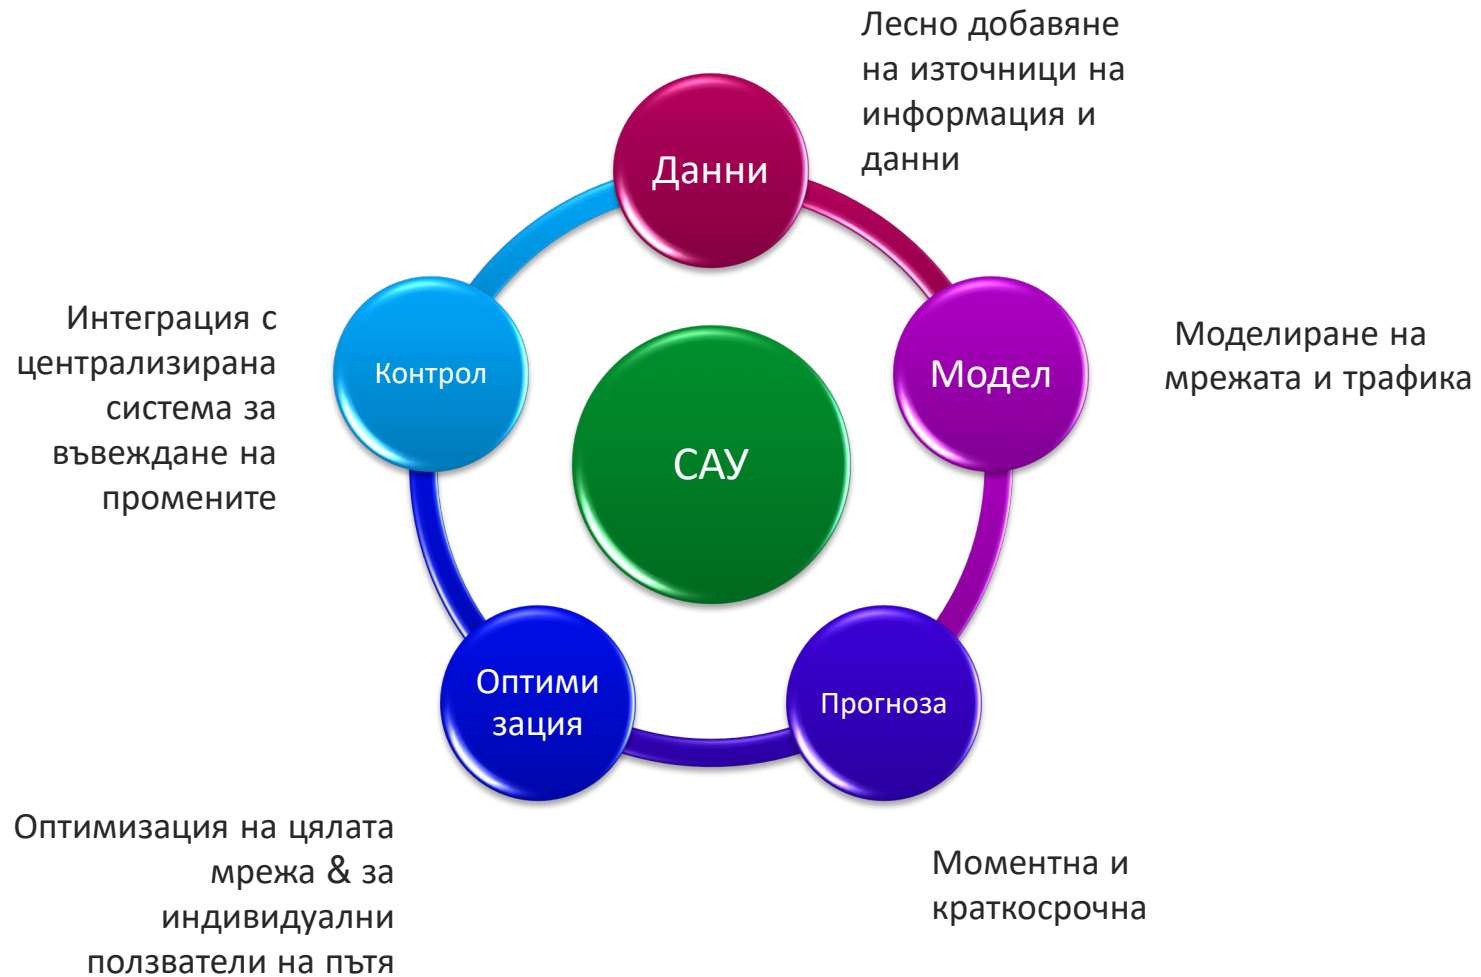 Лесно добавяне
на източници на
информация и
данни
Данни
Интеграция с
централизирана
система за
въвеждане на
промените
Контрол
Модел
Моделиране на
мрежата и трафика
САУ
Оптими
зация
Прогноза
Оптимизация на цялата
мрежа & за
индивидуални
ползватели на пътя
Моментна и
краткосрочна